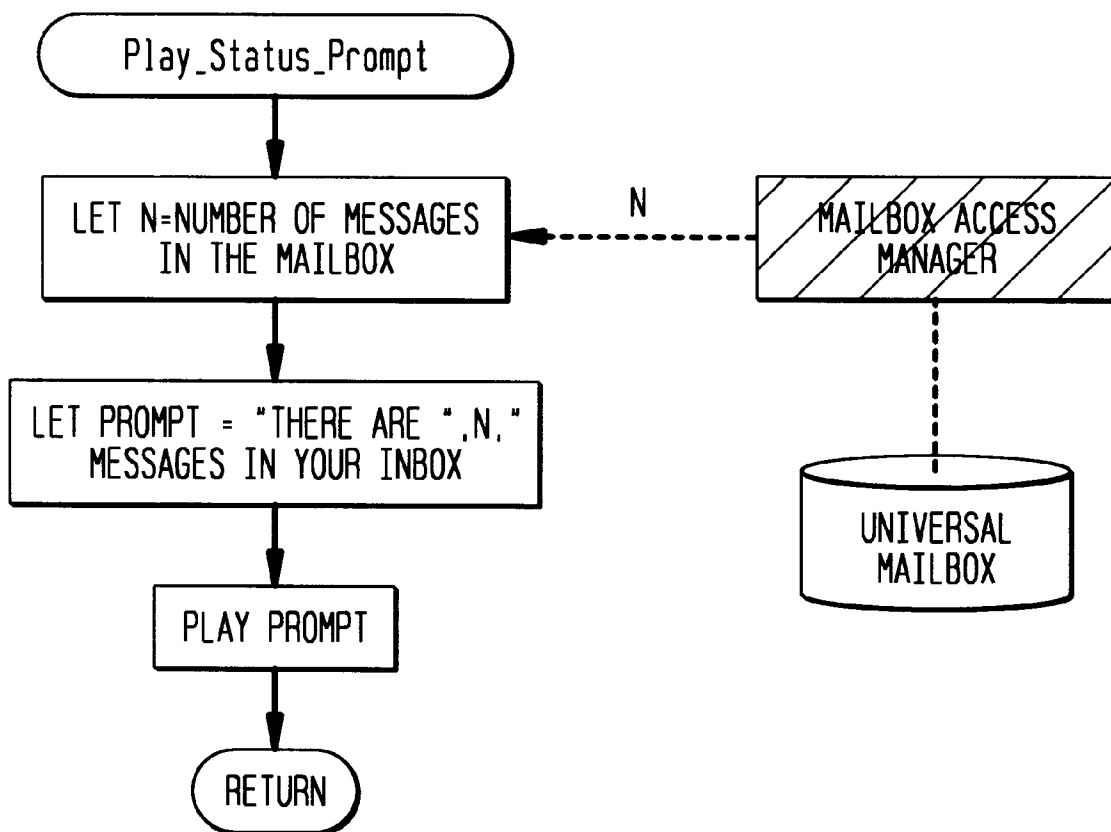 Play_Status_Prompt
LET N=NUMBER OF MESSAGES
IN THE MAILBOX
N
MAILBOX ACCESS
MANAGER
LET PROMPT = "THERE ARE ",N,"
MESSAGES IN YOUR INBOX
UNIVERSAL
MAILBOX
PLAY PROMPT
RETURN